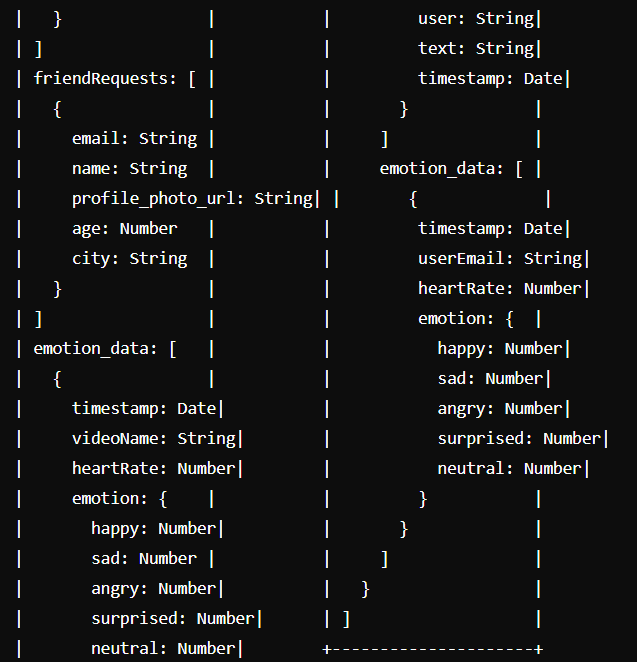 |   }               |           |         user: String|
| ]                 |           |         text: String|
| friendRequests: [ |           |         timestamp: Date|
|   {               |           |       }             |
|     email: String |           |     ]               |
|     name: String  |           |     emotion_data: [ |
|     profile_photo_url: String| |       {             |
|     age: Number   |           |         timestamp: Date|
|     city: String  |           |         userEmail: String|
|   }               |           |         heartRate: Number|
| ]                 |           |         emotion: {  |
| emotion_data: [   |           |           happy: Number|
|   {               |           |           sad: Number|
|     timestamp: Date|          |           angry: Number|
|     videoName: String|        |           surprised: Number|
|     heartRate: Number|        |           neutral: Number|
|     emotion: {    |           |         }           |
|       happy: Number|          |       }             |
|       sad: Number |           |     ]               |
|       angry: Number|          |   }                 |
|       surprised: Number|      | ]                   |
|       neutral: Number|        +---------------------+